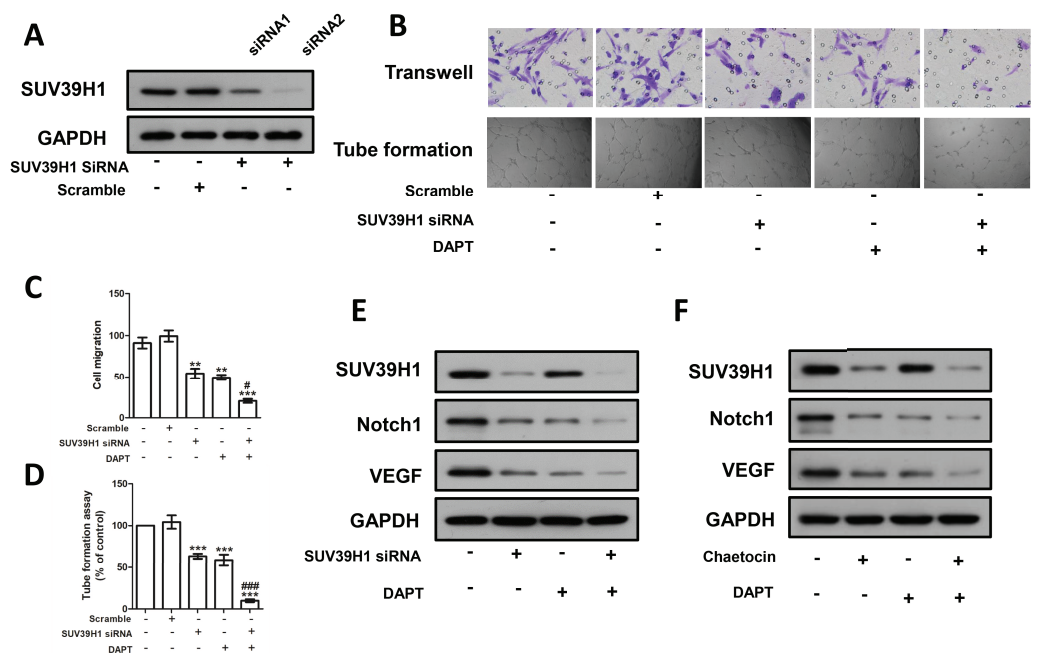 A
siRNA1 siRNA2
SUV39H1
GAPDH
SUV39H1 SiRNA - - + +
Scramble - + - -
B
Transwell
Tube formation
Scramble - + - - -
SUV39H1 siRNA - - + - +
DAPT - - - + +
C
Cell migration
150
100
50
0
** ** # ***
Scramble - + - - -
SUV39H1 siRNA - - + - +
DAPT - - - + +
D
Tube formation assay
(% of control)
150
100
50
0
*** *** ### ***
Scramble - + - - -
SUV39H1 siRNA - - + - +
DAPT - - - + +
E
SUV39H1
Notch1
VEGF
GAPDH
SUV39H1 siRNA - + - +
DAPT - - + +
F
SUV39H1
Notch1
VEGF
GAPDH
Chaetocin - + - +
DAPT - - + +